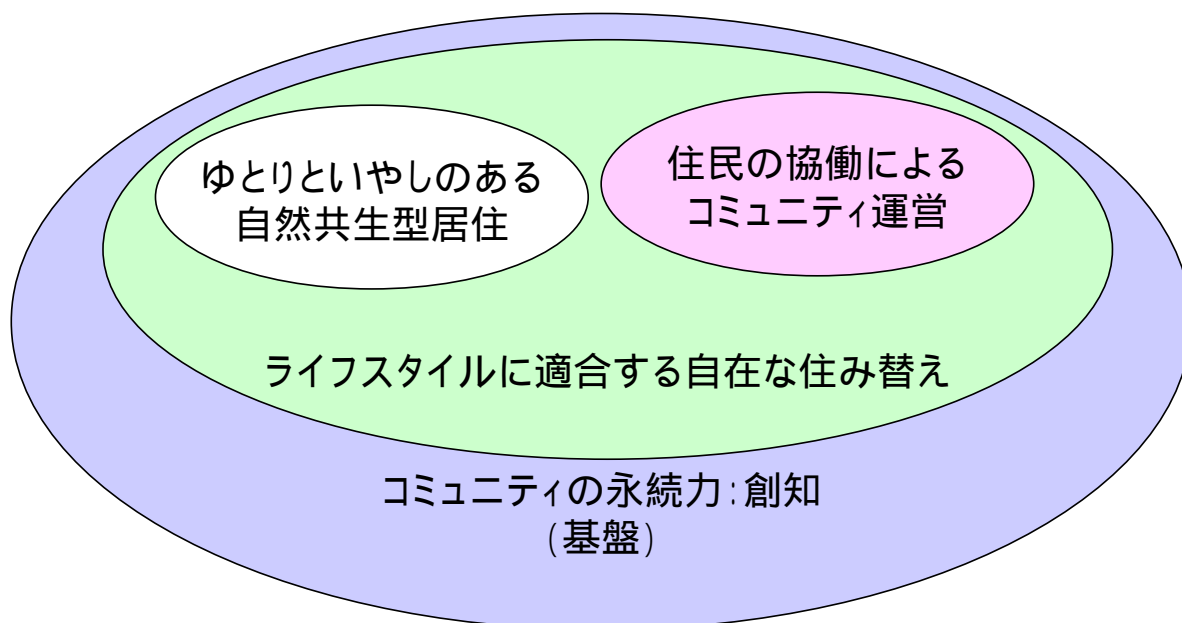 ゆとりといやしのある
自然共生型居住
住民の協働による
コミュニティ運営
ライフスタイルに適合する自在な住み替え
コミュニティの永続力:創知
(基盤)